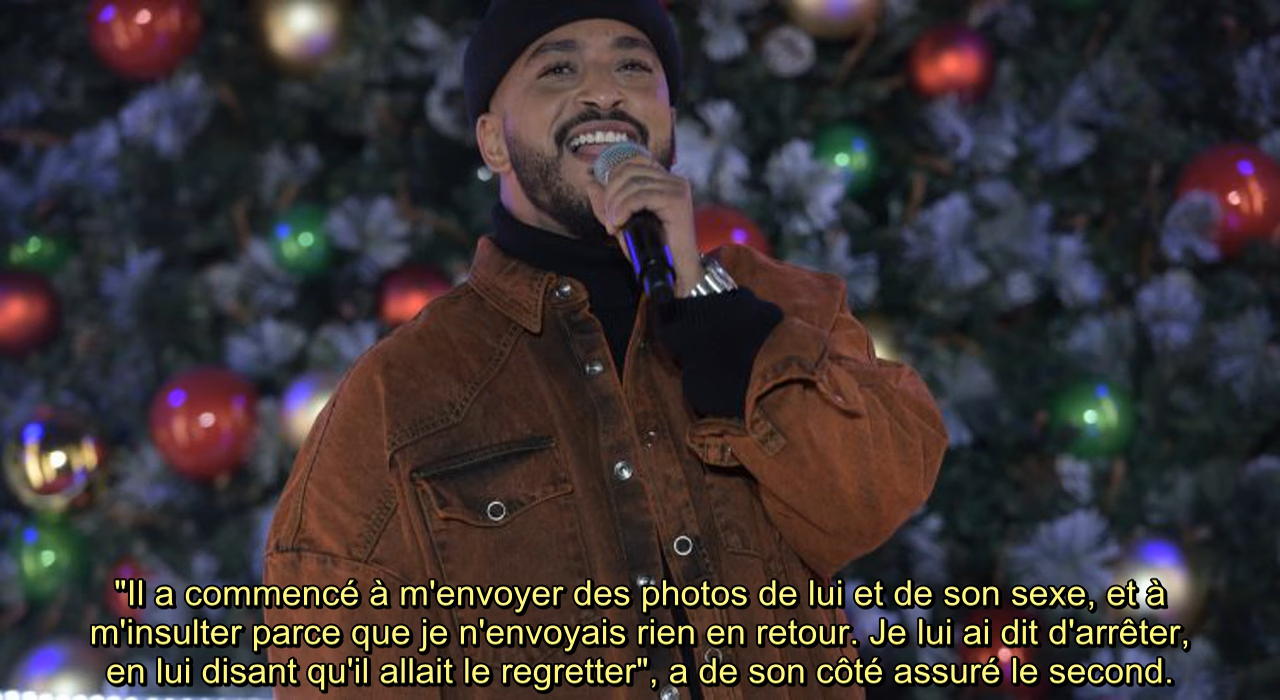 "Il a commencé à m'envoyer des photos de lui et de son sexe, et à
m'insulter parce que je n'envoyais rien en retour. Je lui ai dit d'arrêter,
en lui disant qu'il allait le regretter", a de son côté assuré le second.